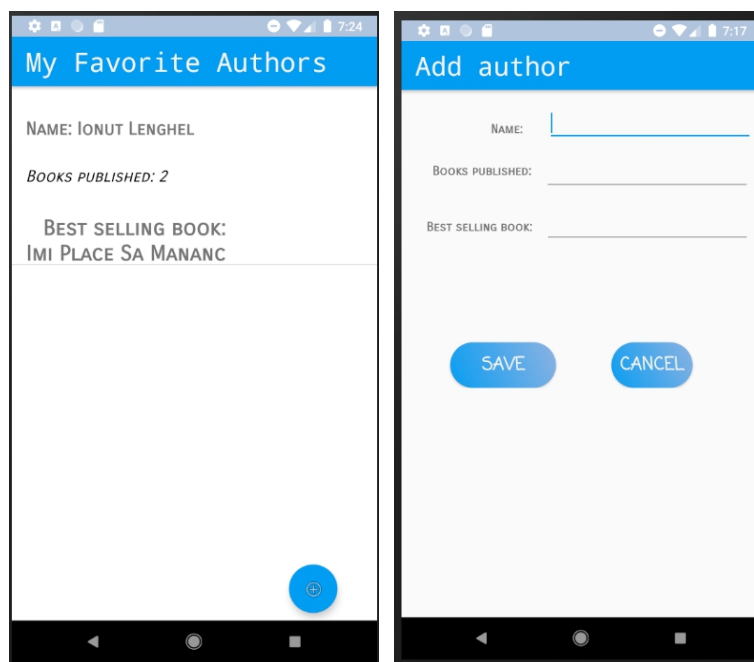 7:24
My Favorite Authors
Name: Ionut Lenghel
Books published: 2
Best selling book:
Imi Place Sa Mananc
7:17
Add author
Name:
Books published:
Best selling book:
SAVE
CANCEL